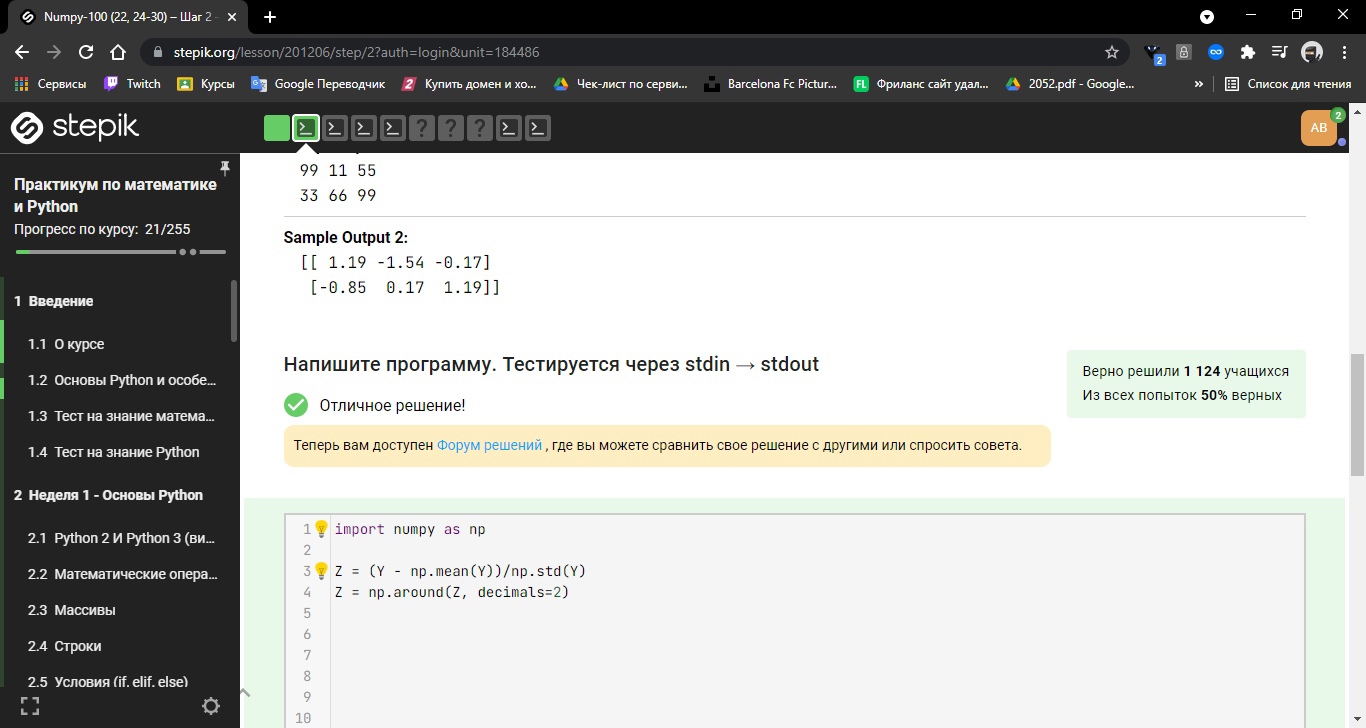 Numpy-100 (22, 24-30) – Шаг 2
stepik.org/lesson/201206/step/2?auth=login&unit=184486
2
Сервисы
Twitch
Курсы
Google Переводчик
Купить домен и хо...
Чек-лист по серви...
Barcelona Fc Pictur...
FL Фриланс сайт удал...
2052.pdf - Google...
»
Список для чтения
stepik
? ? ?
AB
2
Практикум по математике
и Python
Прогресс по курсу: 21/255
1 Введение
1.1 О курсе
1.2 Основы Python и особе...
1.3 Тест на знание матема...
1.4 Тест на знание Python
2 Неделя 1 - Основы Python
2.1 Python 2 И Python 3 (ви...
2.2 Математические опера...
2.3 Массивы
2.4 Строки
2.5 Условия (if, elif, else)
99 11 55
33 66 99
Sample Output 2:
[[ 1.19 -1.54 -0.17]
[-0.85 0.17 1.19]]
Напишите программу. Тестируется через stdin → stdout
Верно решили 1 124 учащихся
Из всех попыток 50% верных
Отличное решение!
Теперь вам доступен Форум решений , где вы можете сравнить свое решение с другими или спросить совета.
1 import numpy as np
2
3 Z = (Y - np.mean(Y))/np.std(Y)
4 Z = np.around(Z, decimals=2)
5
6
7
8
9
10